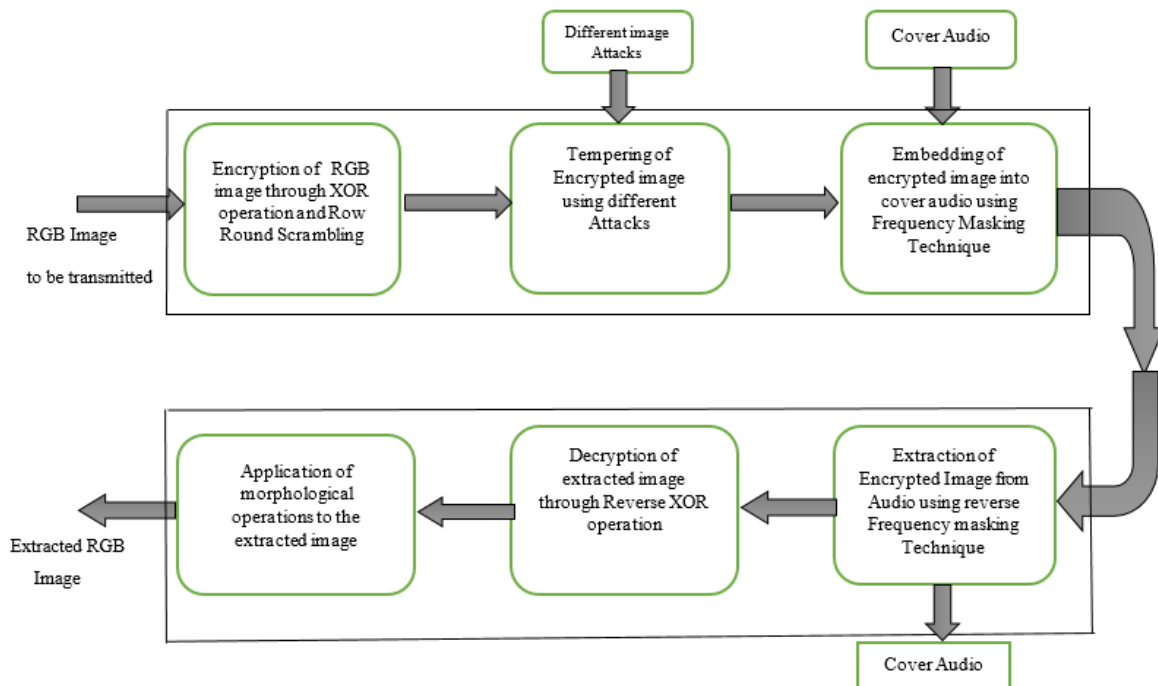 Different image
Attacks
Cover Audio
Encryption of RGB
image through XOR
operation and Row
Round Scrambling
Tempering of
Encrypted image
using different
Attacks
Embedding of
encrypted image into
cover audio using
Frequency Masking
Technique
RGB Image
to be transmitted
Extraction of
Encrypted Image from
Audio using reverse
Frequency masking
Technique
Decryption of
extracted image
through Reverse XOR
operation
Application of
morphological
operations to the
extracted image
Extracted RGB
Image
Cover Audio